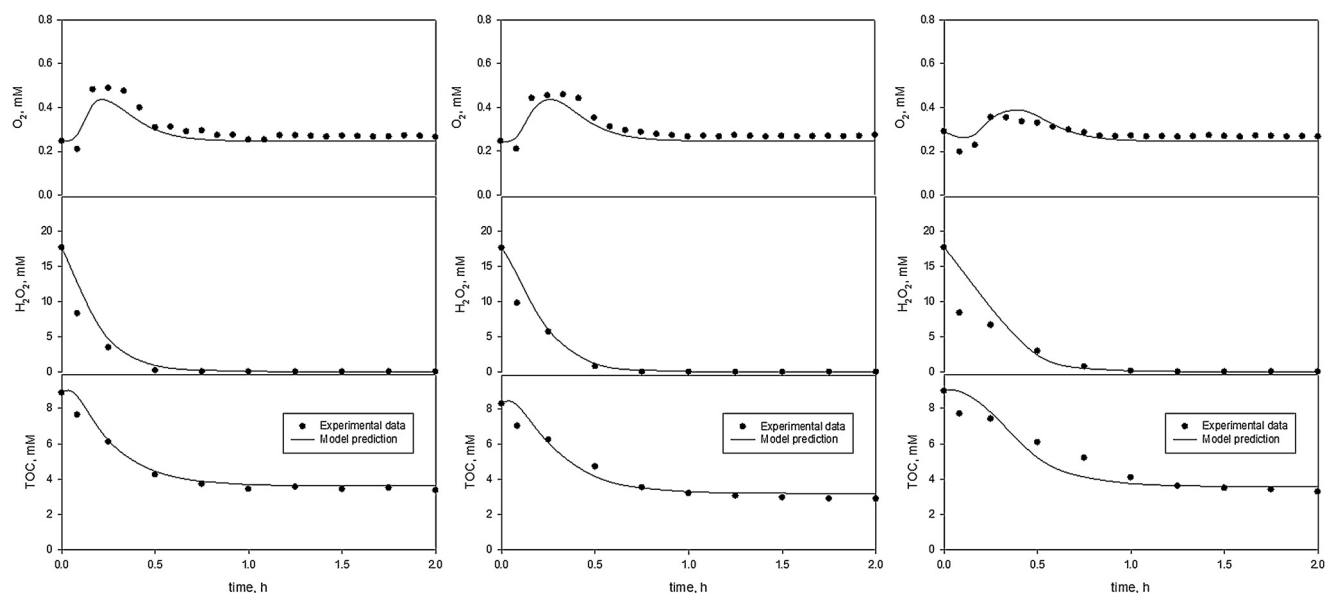 0.8
0.6
0.4
0.2
0.0
O2, mM
20
15
10
5
0
H2O2, mM
8
6
4
2
0
TOC, mM
Experimental data
Model prediction
0.0 0.5 1.0 1.5 2.0
time, h
0.8
0.6
0.4
0.2
0.0
O2, mM
20
15
10
5
0
H2O2, mM
8
6
4
2
0
TOC, mM
Experimental data
Model prediction
0.0 0.5 1.0 1.5 2.0
time, h
0.8
0.6
0.4
0.2
0.0
O2, mM
20
15
10
5
0
H2O2, mM
8
6
4
2
0
TOC, mM
Experimental data
Model prediction
0.0 0.5 1.0 1.5 2.0
time, h